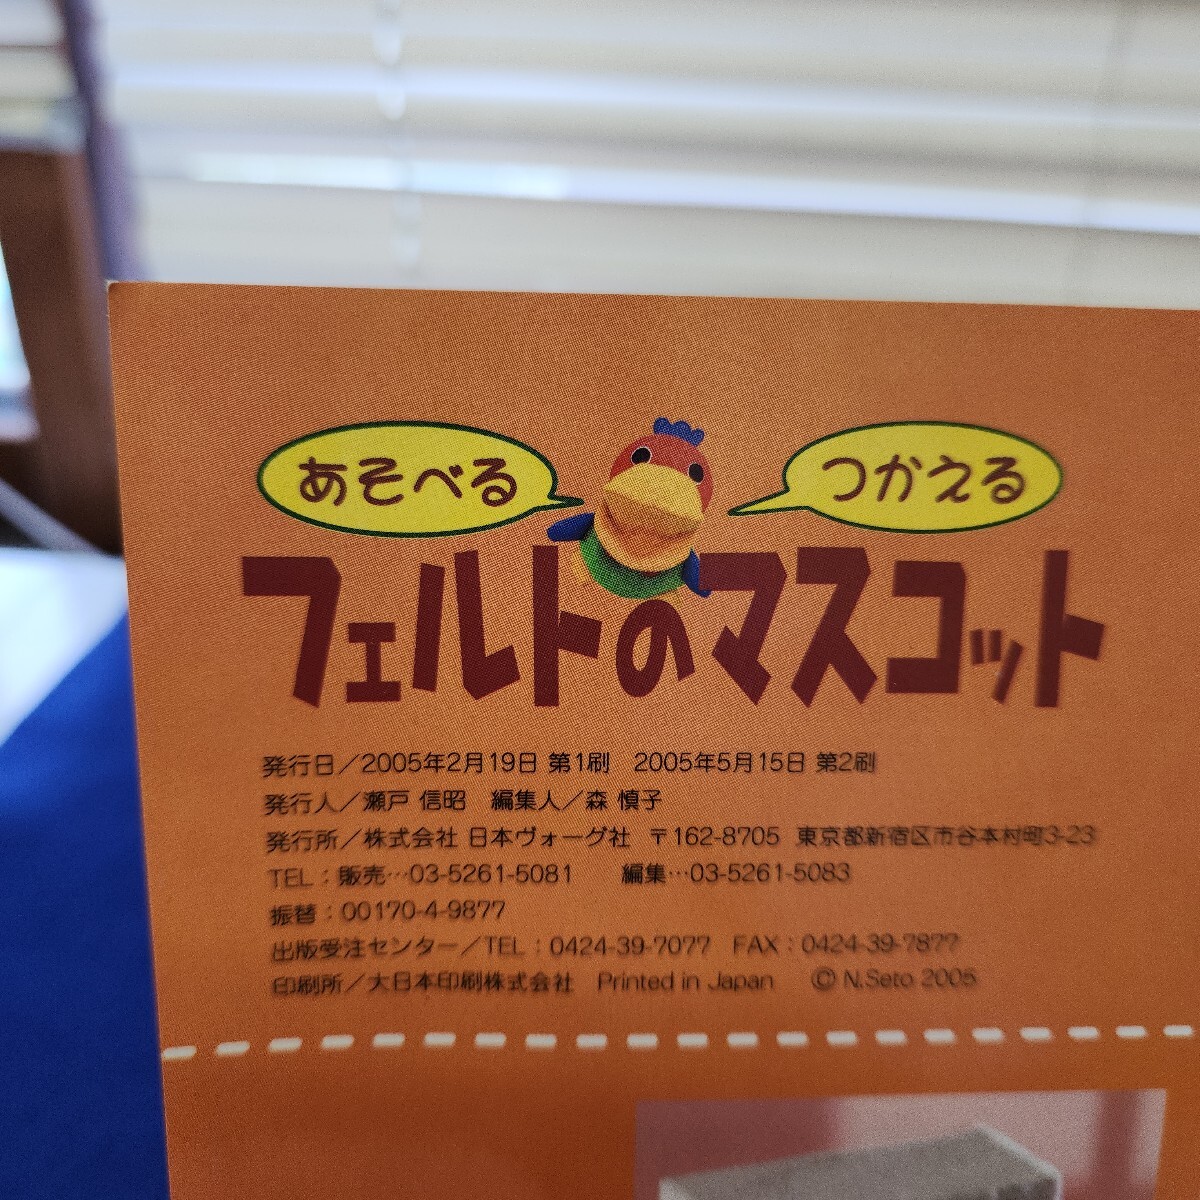 あそべる
つかえる
フェルトのマスコット
発行日/2005年2月19日 第1刷 2005年5月15日 第2刷
発行人/瀬戸 信昭 編集人/森 慎子
発行所/株式会社 日本ヴォーグ社 〒162-8705 東京都新宿区市谷本村町3-23
TEL:販売…03-5261-5081 編集…03-5261-5083
振替:00170-4-9877
出版受注センター/TEL:0424-39-7077 FAX:0424-39-7877
印刷所/大日本印刷株式会社 Printed in Japan © N.Seto 2005